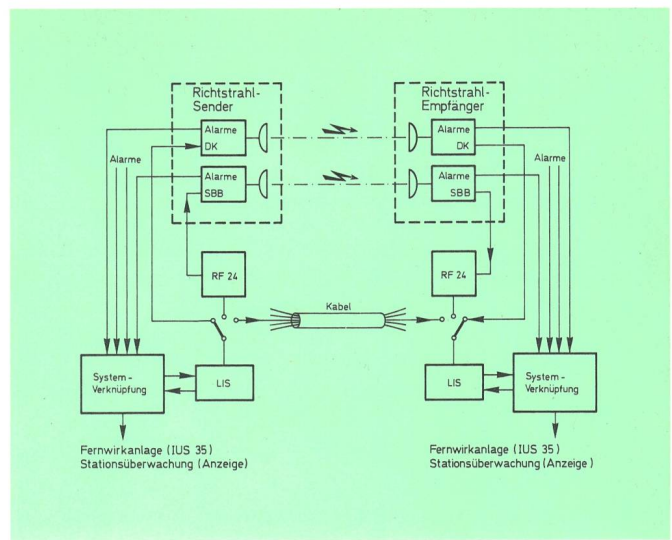 Richtstrahl-
Sender
Richtstrahl-
Empfänger
Alarme
DK
Alarme
DK
Alarme
Alarme
SBB
Alarme
SBB
Alarme
RF 24
RF 24
Kabel
System-
Verknüpfung
LIS
LIS
System-
Verknüpfung
Fernwirkanlage (IUS 35)
Stationsüberwachung (Anzeige)
Fernwirkanlage (IUS 35)
Stationsüberwachung (Anzeige)